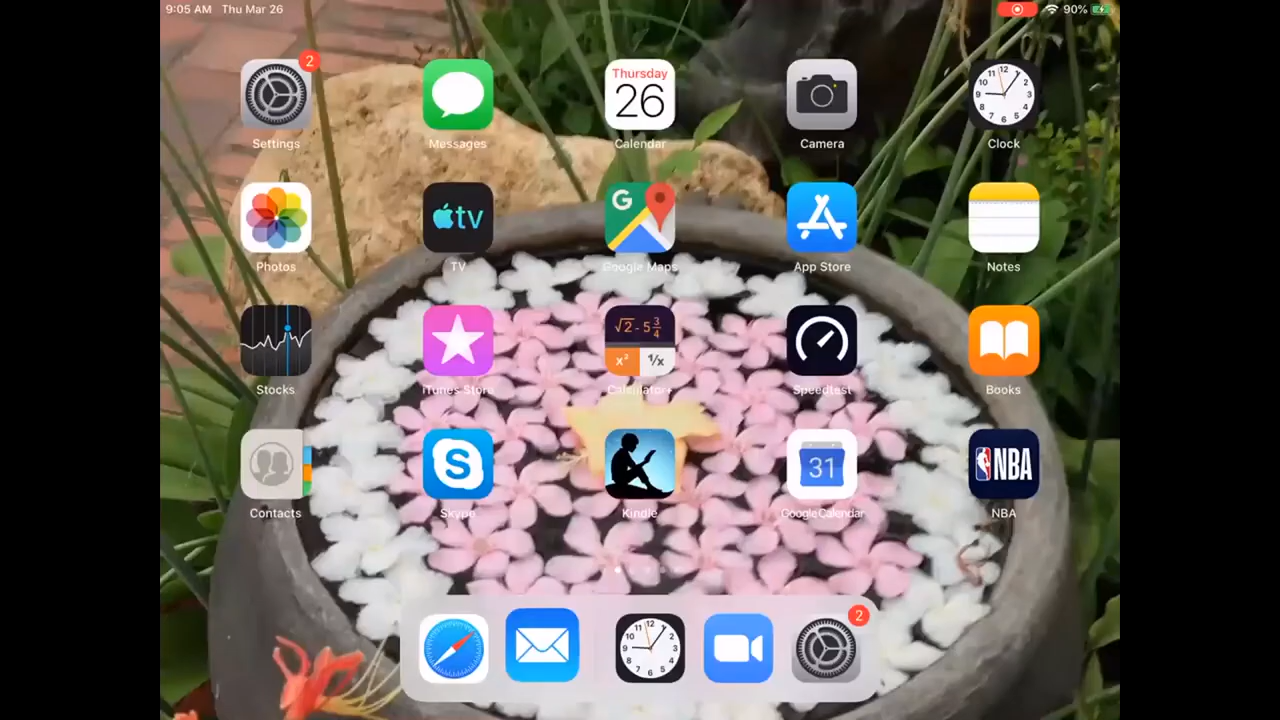 9:05 AM Thu Mar 26
90%
2
Thursday
26
Settings
Messages
Calendar
Camera
Clock
tv
G
Photos
TV
Google Maps
App Store
Notes
√2 - 5 3/4
x² 1/x
Stocks
iTunes Store
Calculator+
Speedtest
Books
S
31
NBA
Contacts
Skype
Kindle
Google Calendar
NBA
2